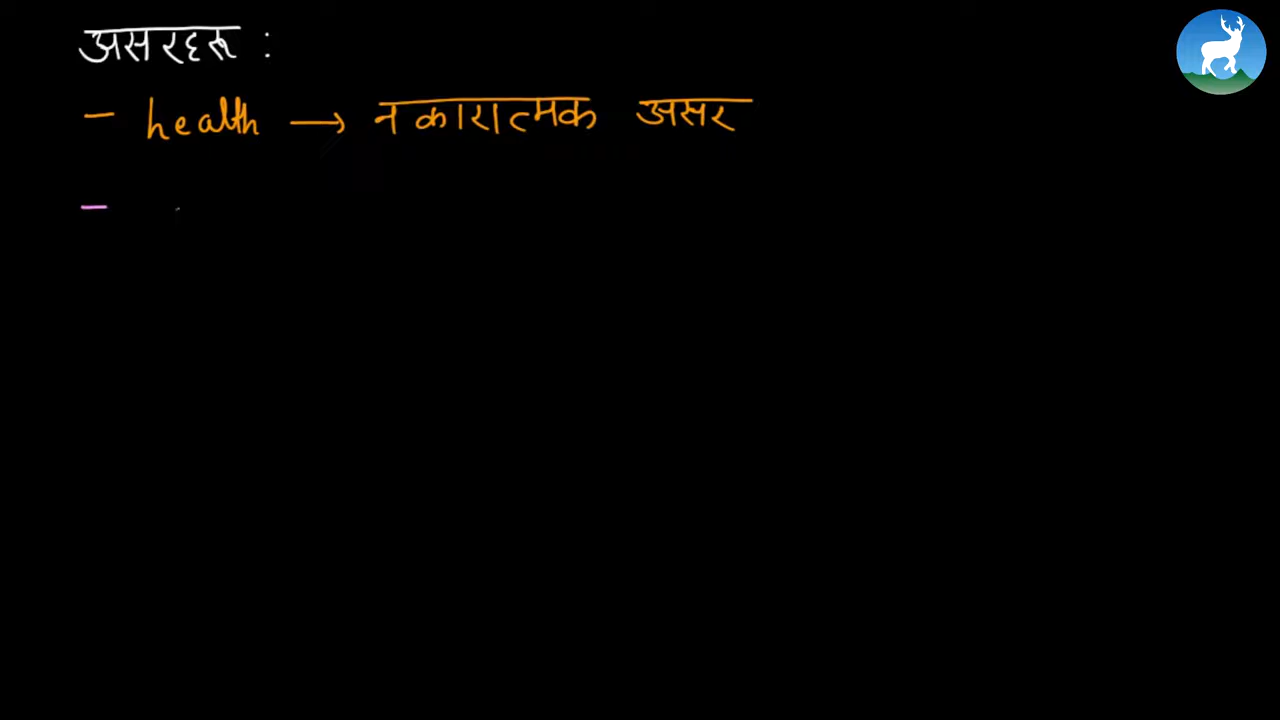 असरहरू :
- health → नकारात्मक असर
-